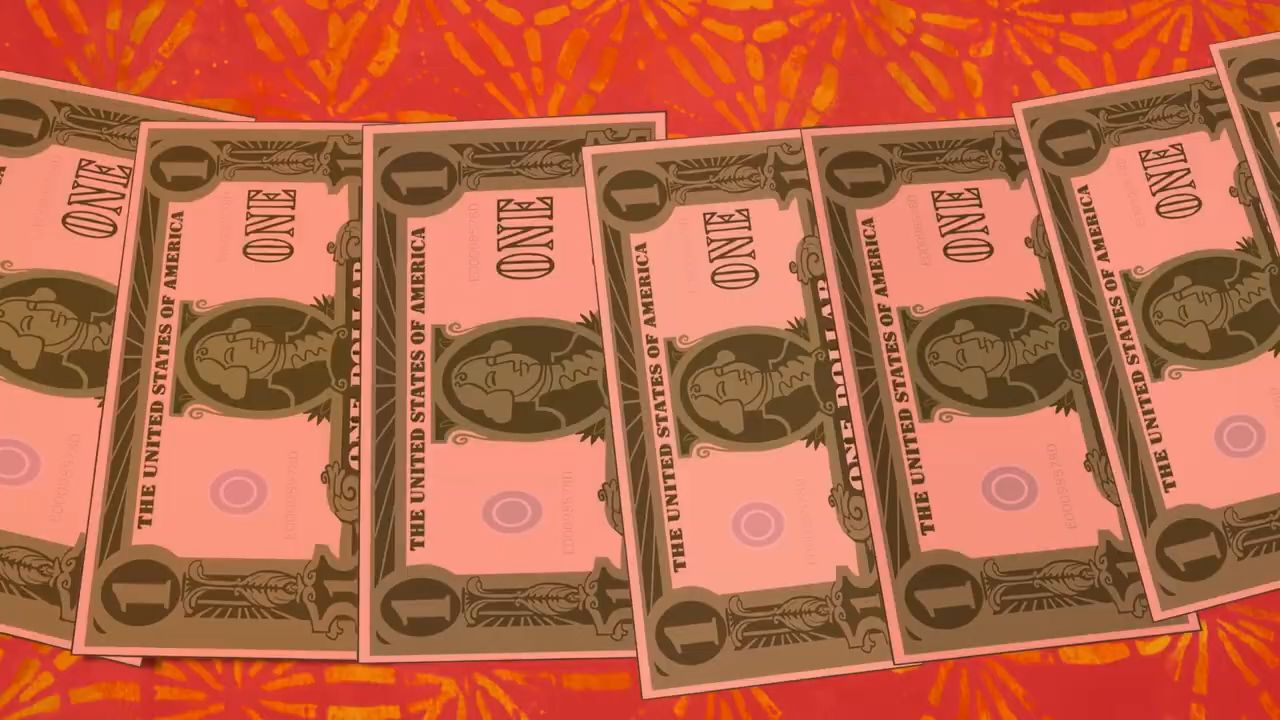 1
ONE
1
ONE
THE UNITED STATES OF AMERICA
ONE DOLLAR
1
1
ONE
THE UNITED STATES OF AMERICA
1
1
ONE
THE UNITED STATES OF AMERICA
ONE DOLLAR
1
1
ONE
THE UNITED STATES OF AMERICA
1
1
ONE
THE UNITED STATES OF AMERICA
1
1